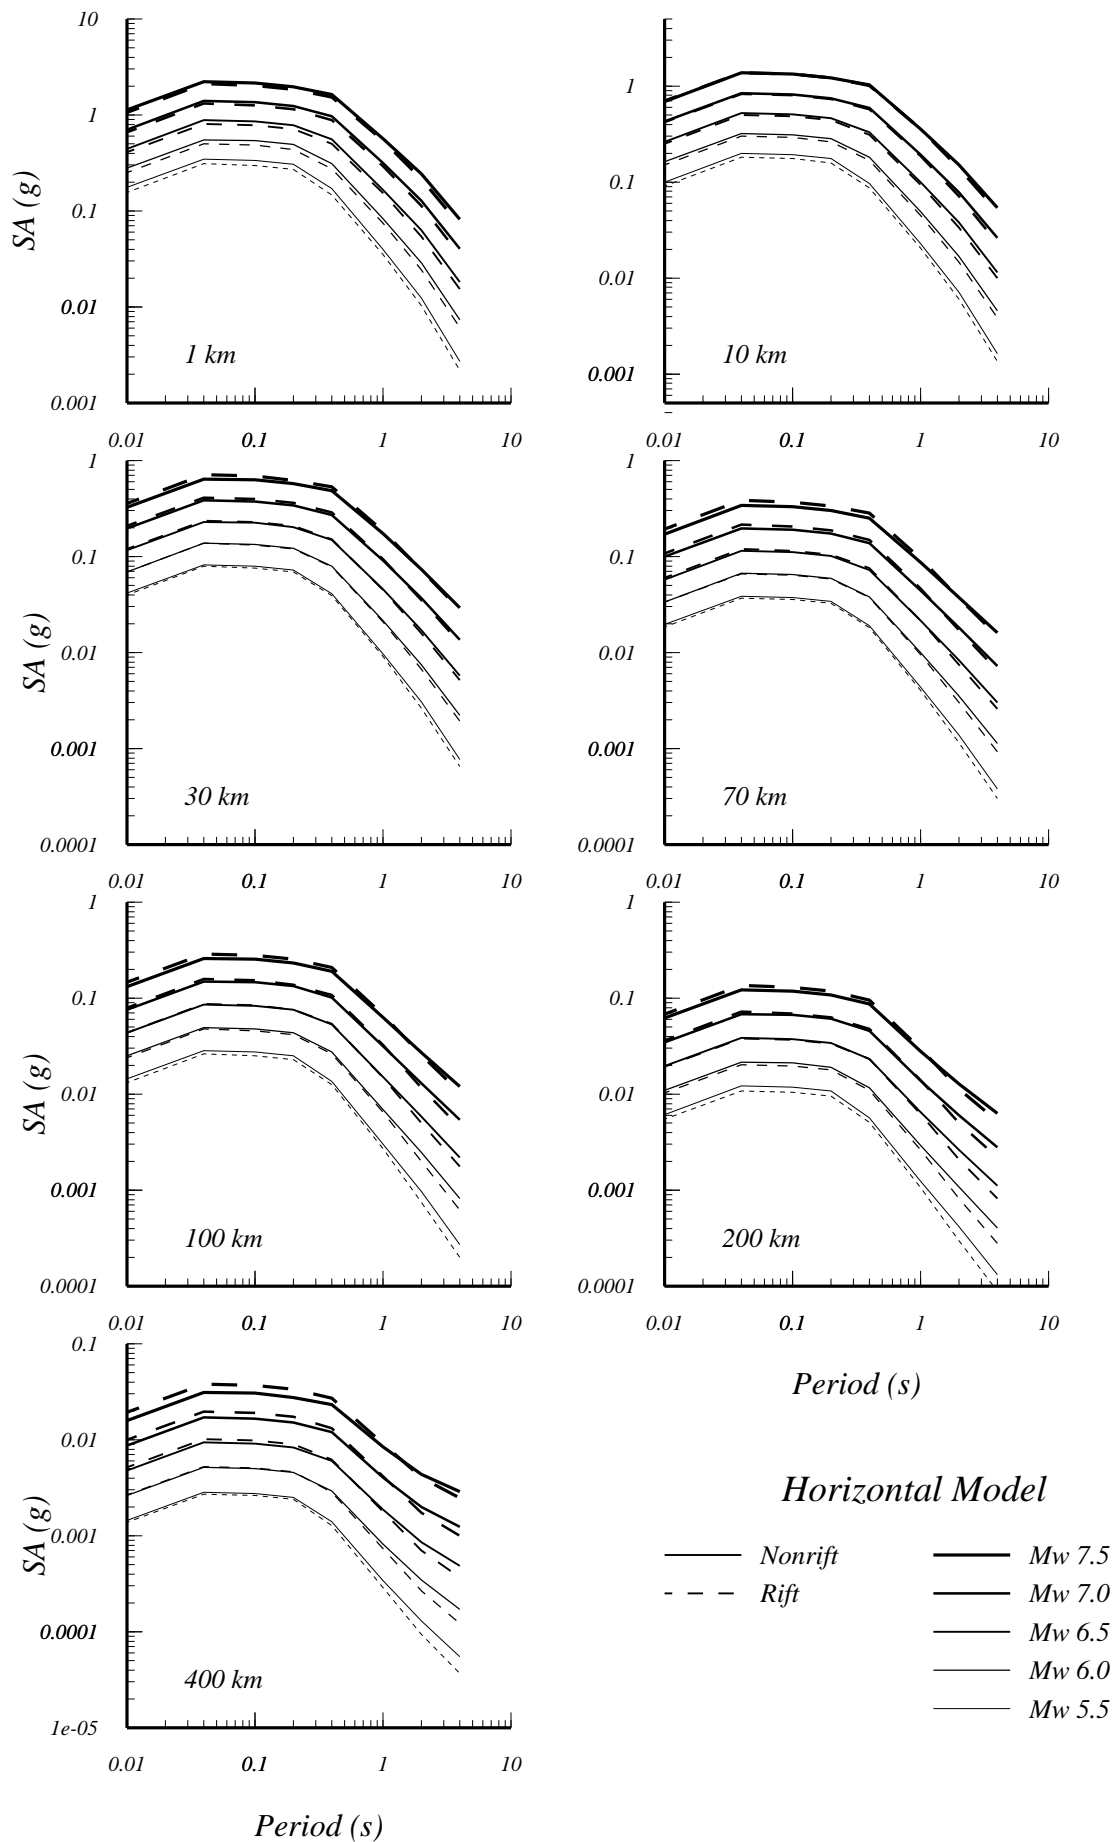 10
1
0.1
0.01
0.001
SA (g)
1 km
0.01 0.1 1 10
1
0.1
0.01
0.001
10 km
0.01 0.1 1 10
1
0.1
0.01
0.001
0.0001
SA (g)
30 km
0.01 0.1 1 10
1
0.1
0.01
0.001
0.0001
70 km
0.01 0.1 1 10
1
0.1
0.01
0.001
0.0001
SA (g)
100 km
0.01 0.1 1 10
1
0.1
0.01
0.001
0.0001
200 km
0.01 0.1 1 10
Period (s)
0.1
0.01
0.001
0.0001
1e-05
SA (g)
400 km
0.01 0.1 1 10
Period (s)
Horizontal Model
Nonrift
Rift
Mw 7.5
Mw 7.0
Mw 6.5
Mw 6.0
Mw 5.5